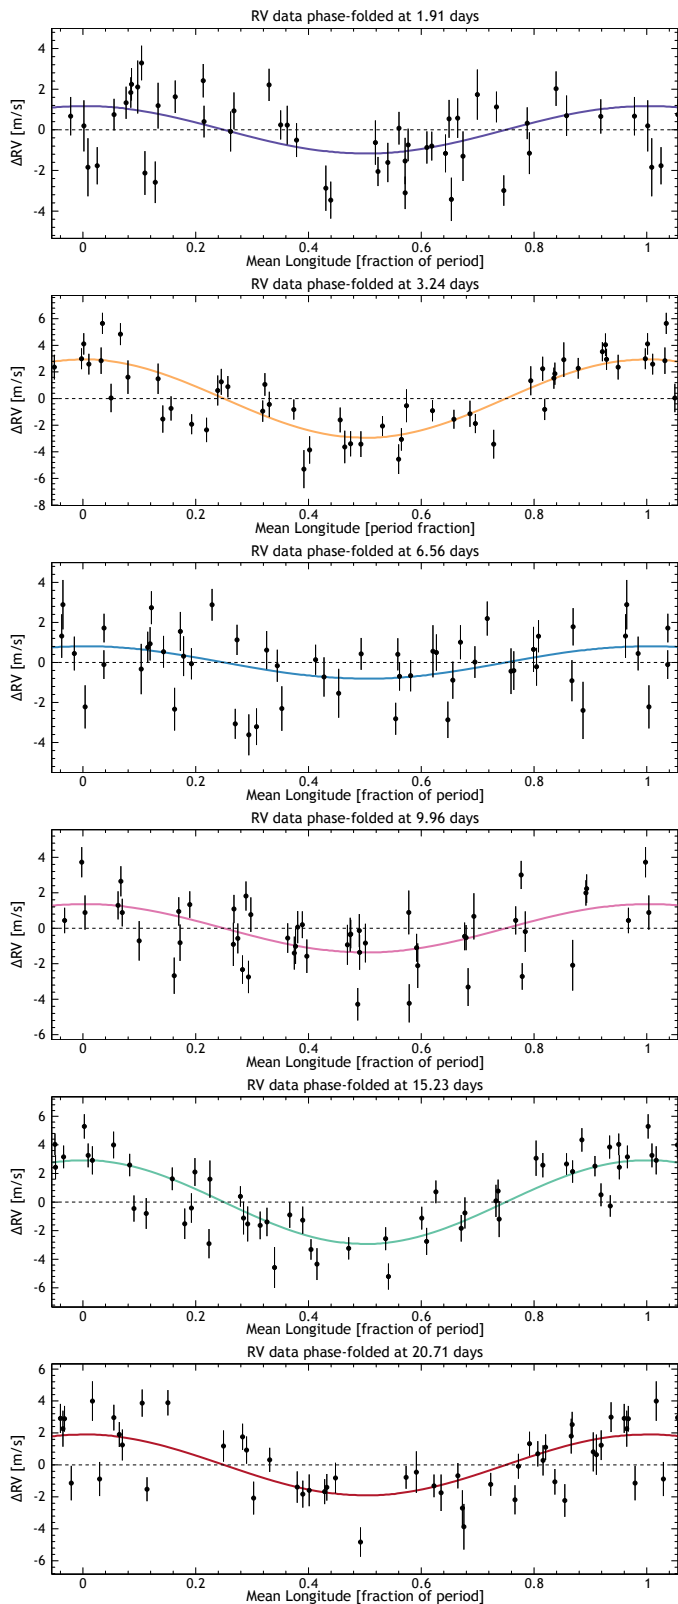 RV data phase-folded at 1.91 days
4
2
0
-2
-4
ΔRV [m/s]
0 0.2 0.4 0.6 0.8 1
Mean Longitude [fraction of period]
RV data phase-folded at 3.24 days
6
4
2
0
-2
-4
-6
-8
ΔRV [m/s]
0 0.2 0.4 0.6 0.8 1
Mean Longitude [period fraction]
RV data phase-folded at 6.56 days
4
2
0
-2
-4
ΔRV [m/s]
0 0.2 0.4 0.6 0.8 1
Mean Longitude [fraction of period]
RV data phase-folded at 9.96 days
4
2
0
-2
-4
-6
ΔRV [m/s]
0 0.2 0.4 0.6 0.8 1
Mean Longitude [fraction of period]
RV data phase-folded at 15.23 days
6
4
2
0
-2
-4
-6
ΔRV [m/s]
0 0.2 0.4 0.6 0.8 1
Mean Longitude [fraction of period]
RV data phase-folded at 20.71 days
6
4
2
0
-2
-4
-6
ΔRV [m/s]
0 0.2 0.4 0.6 0.8 1
Mean Longitude [fraction of period]